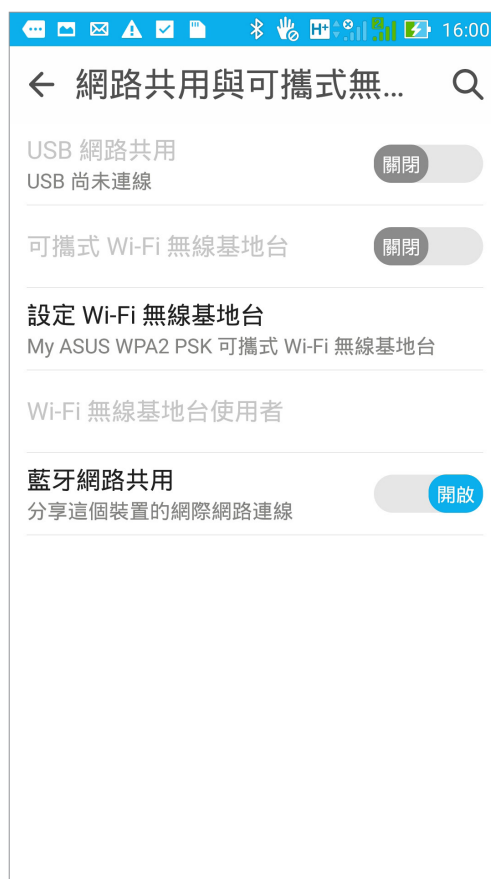 H+ 16:00
網路共用與可攜式無...
USB 網路共用
關閉
USB 尚未連線
可攜式 Wi-Fi 無線基地台
關閉
設定 Wi-Fi 無線基地台
My ASUS WPA2 PSK 可攜式 Wi-Fi 無線基地台
Wi-Fi 無線基地台使用者
藍牙網路共用
開啟
分享這個裝置的網際網路連線